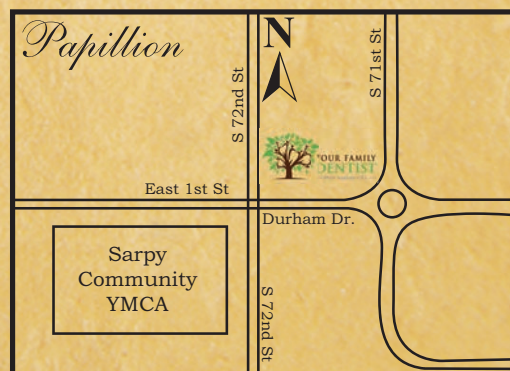 Papillion
N
S 72nd St
S 71st St
OUR FAMILY
DENTIST
East 1st St
Durham Dr.
Sarpy
Community
YMCA
S 72nd St